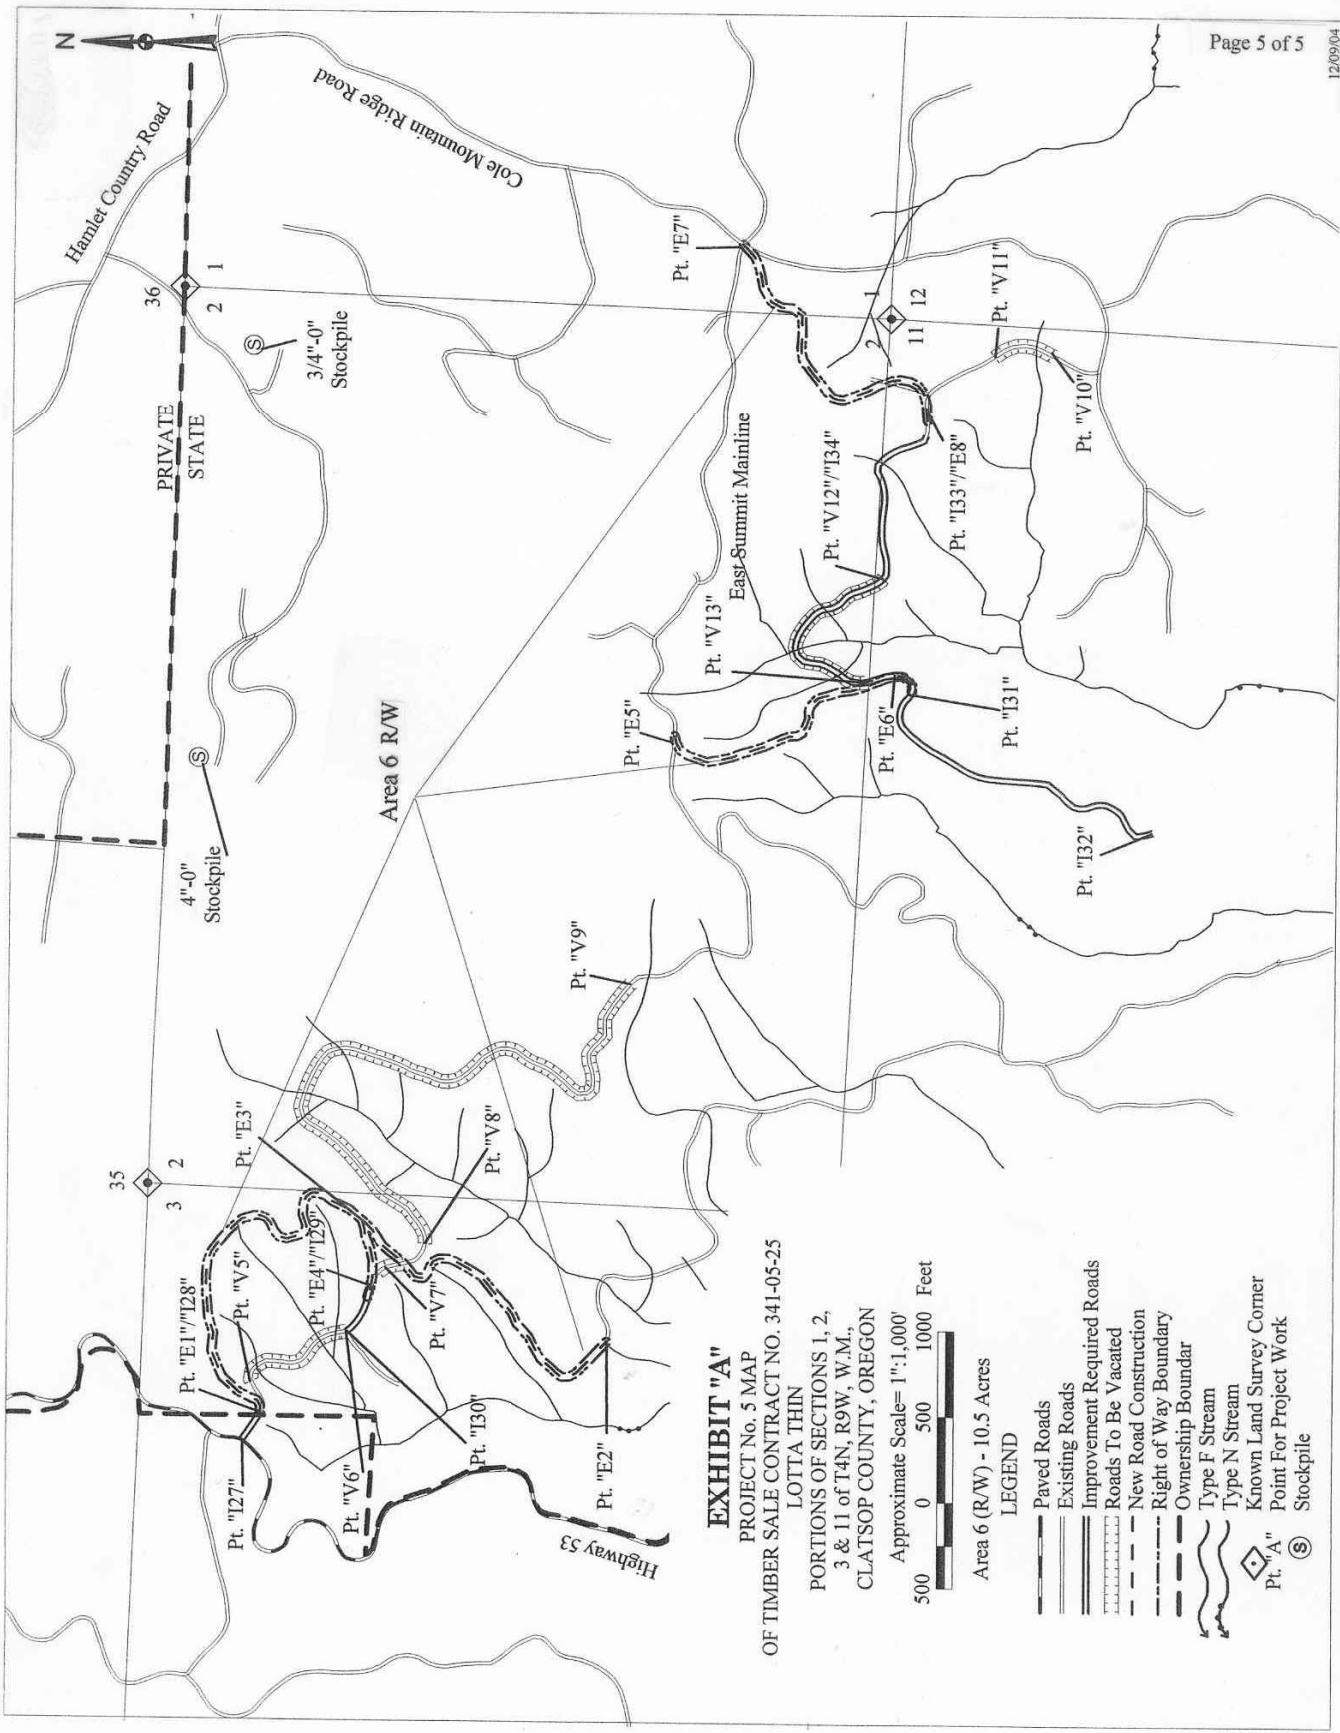 Page 5 of 5
12/09/04
N
Hamlet Country Road
Cole Mountain Ridge Road
36
1
2
PRIVATE
STATE
3/4"-0"
Stockpile
S
4"-0"
Stockpile
S
Area 6 R/W
35
2
3
Pt. "E7"
1
2
12
11
Pt. "V11"
Pt. "V10"
East Summit Mainline
Pt. "V12"/"I34"
Pt. "I33"/"E8"
Pt. "V13"
Pt. "E5"
Pt. "E6"
Pt. "I31"
Pt. "I32"
Pt. "V9"
Pt. "E3"
Pt. "V8"
Pt. "E1"/"I28"
Pt. "V5"
Pt. "E4"/"I29"
Pt. "V7"
Pt. "I27"
Pt. "V6"
Pt. "I30"
Pt. "E2"
Highway 53
EXHIBIT "A"
PROJECT No. 5 MAP
OF TIMBER SALE CONTRACT NO. 341-05-25
LOTTA THIN
PORTIONS OF SECTIONS 1, 2,
3 & 11 of T4N, R9W, W.M.,
CLATSOP COUNTY, OREGON
Approximate Scale= 1":1,000'
500 0 500 1000 Feet
Area 6 (R/W) - 10.5 Acres
LEGEND
Paved Roads
Existing Roads
Improvement Required Roads
Roads To Be Vacated
New Road Construction
Right of Way Boundary
Ownership Boundar
Type F Stream
Type N Stream
Known Land Survey Corner
Pt. "A" Point For Project Work
S Stockpile